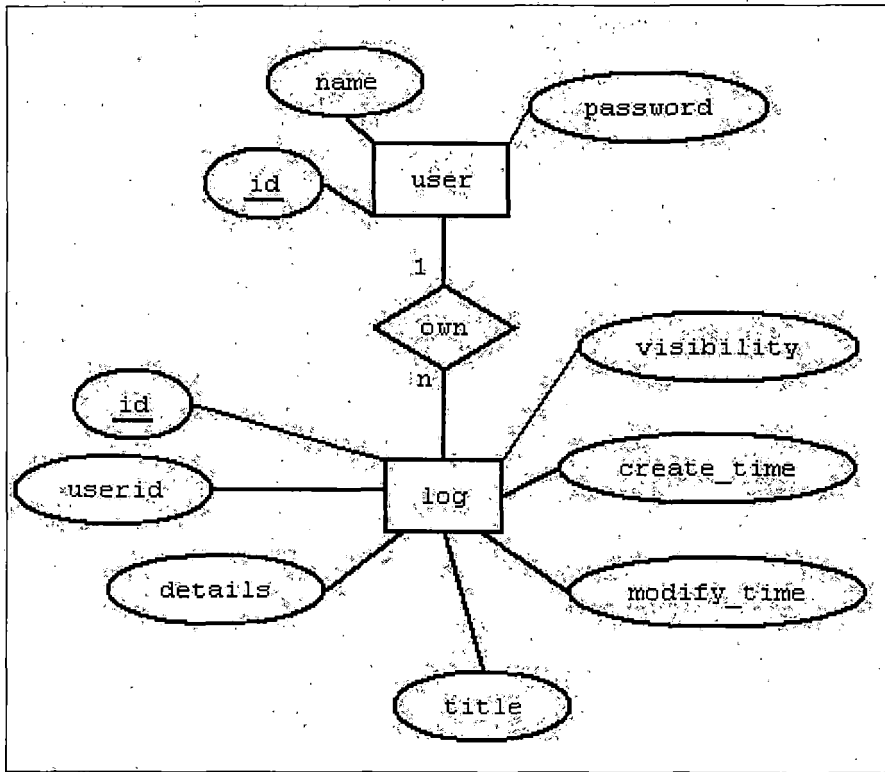 name
password
id
user
1
own
visibility
n
id
create_time
userid
log
details
modify_time
title